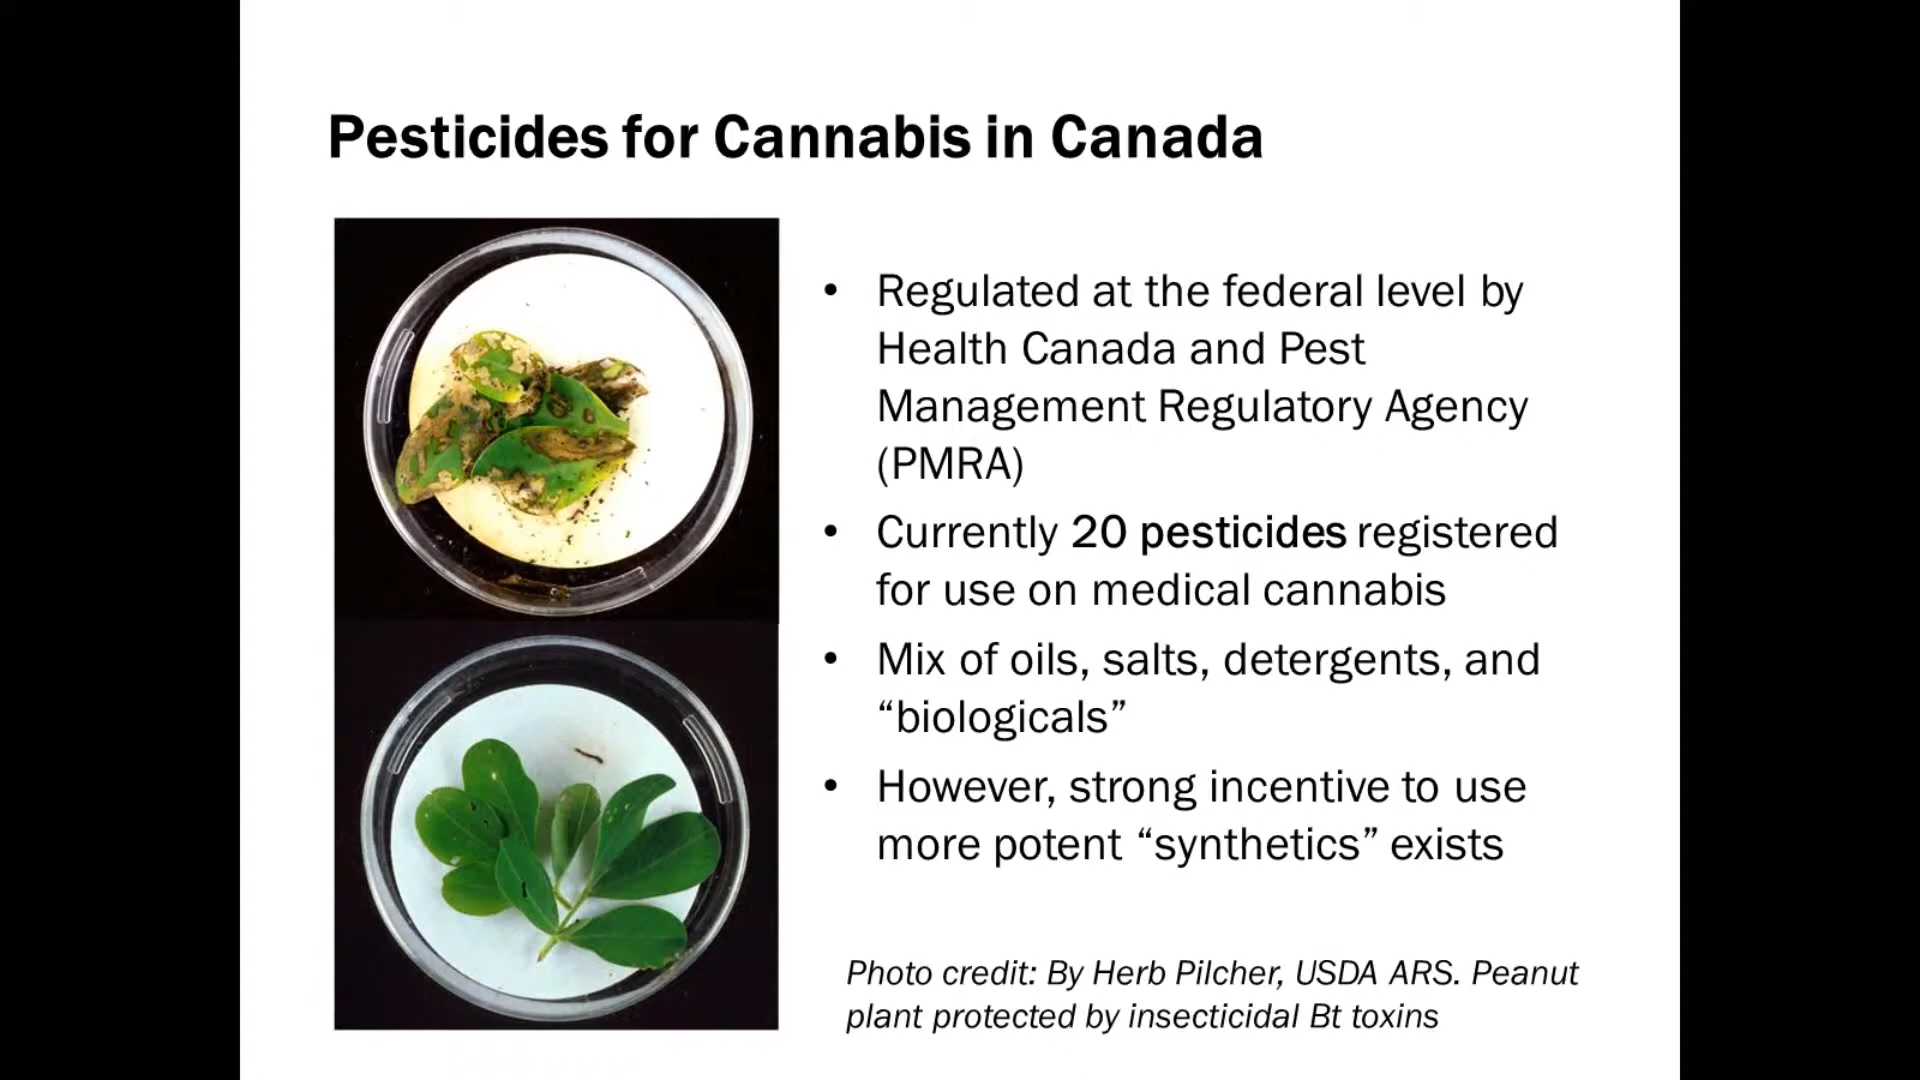 Pesticides for Cannabis in Canada
• Regulated at the federal level by
Health Canada and Pest
Management Regulatory Agency
(PMRA)
• Currently 20 pesticides registered
for use on medical cannabis
• Mix of oils, salts, detergents, and
“biologicals”
• However, strong incentive to use
more potent “synthetics” exists
Photo credit: By Herb Pilcher, USDA ARS. Peanut
plant protected by insecticidal Bt toxins